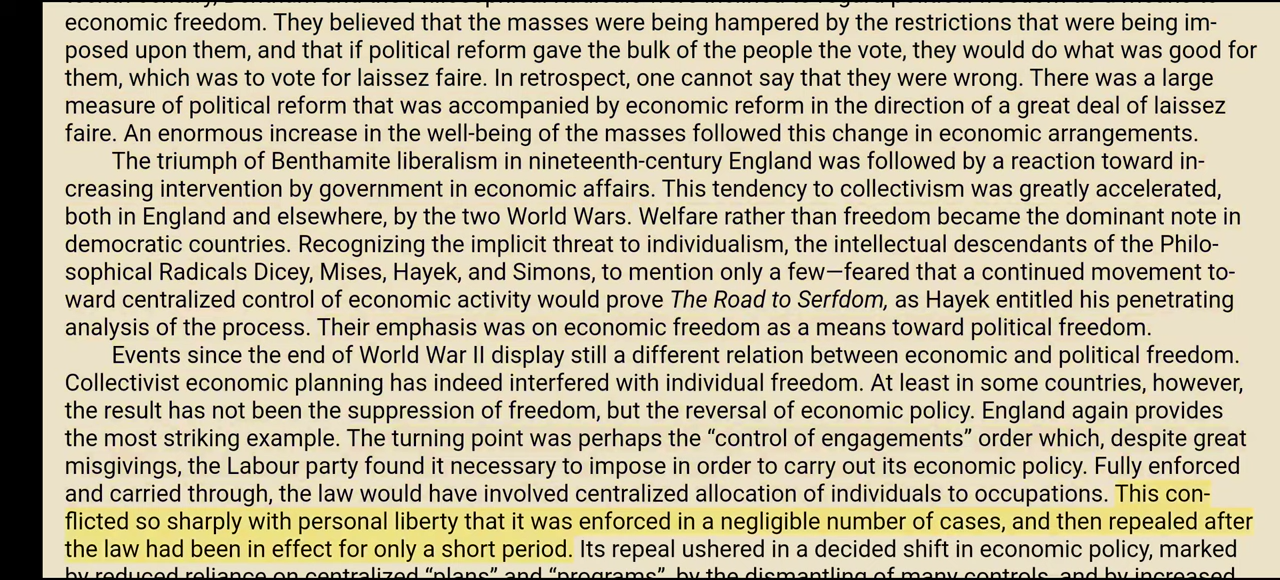 economic freedom. They believed that the masses were being hampered by the restrictions that were being im-
posed upon them, and that if political reform gave the bulk of the people the vote, they would do what was good for
them, which was to vote for laissez faire. In retrospect, one cannot say that they were wrong. There was a large
measure of political reform that was accompanied by economic reform in the direction of a great deal of laissez
faire. An enormous increase in the well-being of the masses followed this change in economic arrangements.
The triumph of Benthamite liberalism in nineteenth-century England was followed by a reaction toward in-
creasing intervention by government in economic affairs. This tendency to collectivism was greatly accelerated,
both in England and elsewhere, by the two World Wars. Welfare rather than freedom became the dominant note in
democratic countries. Recognizing the implicit threat to individualism, the intellectual descendants of the Philo-
sophical Radicals Dicey, Mises, Hayek, and Simons, to mention only a few—feared that a continued movement to-
ward centralized control of economic activity would prove The Road to Serfdom, as Hayek entitled his penetrating
analysis of the process. Their emphasis was on economic freedom as a means toward political freedom.
Events since the end of World War II display still a different relation between economic and political freedom.
Collectivist economic planning has indeed interfered with individual freedom. At least in some countries, however,
the result has not been the suppression of freedom, but the reversal of economic policy. England again provides
the most striking example. The turning point was perhaps the “control of engagements” order which, despite great
misgivings, the Labour party found it necessary to impose in order to carry out its economic policy. Fully enforced
and carried through, the law would have involved centralized allocation of individuals to occupations. This con-
flicted so sharply with personal liberty that it was enforced in a negligible number of cases, and then repealed after
the law had been in effect for only a short period. Its repeal ushered in a decided shift in economic policy, marked
by reduced reliance on centralized “plans” and “programs”, by the dismantling of many controls, and by increased